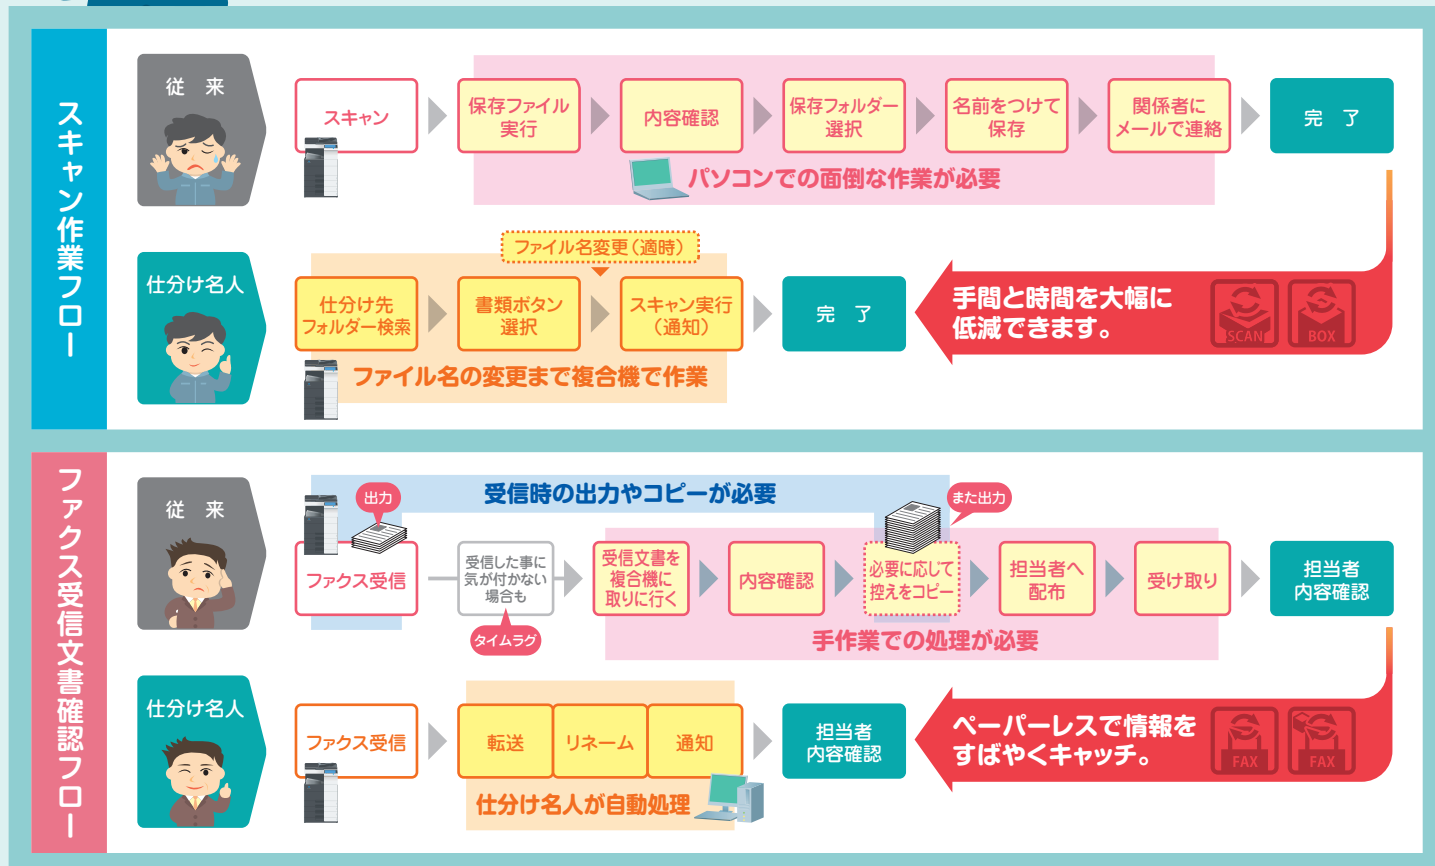 スキャン作業フロー
従 来
スキャン
保存ファイル
実行
内容確認
保存フォルダー
選択
名前をつけて
保存
関係者に
メールで連絡
完 了
パソコンでの面倒な作業が必要
仕分け名人
ファイル名変更(適時)
仕分け先
フォルダー検索
書類ボタン
選択
スキャン実行
(通知)
完 了
ファイル名の変更まで複合機で作業
手間と時間を大幅に
低減できます。
SCAN
BOX
ファクス受信文書確認フロー
従 来
出力
受信時の出力やコピーが必要
また出力
ファクス受信
受信した事に
気が付かない
場合も
タイムラグ
受信文書を
複合機に
取りに行く
内容確認
必要に応じて
控えをコピー
担当者へ
配布
受け取り
担当者
内容確認
手作業での処理が必要
仕分け名人
ファクス受信
転送
リネーム
通知
担当者
内容確認
仕分け名人が自動処理
ペーパーレスで情報を
すばやくキャッチ。
FAX
FAX